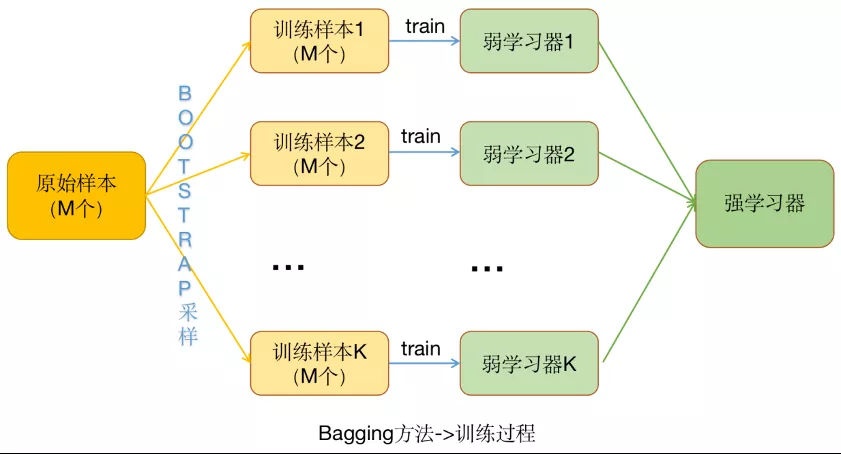 训练样本1
(M个)
train
弱学习器1
BOOTSTRAP采样
训练样本2
(M个)
train
弱学习器2
原始样本
(M个)
强学习器
...
...
训练样本K
(M个)
train
弱学习器K
Bagging方法->训练过程